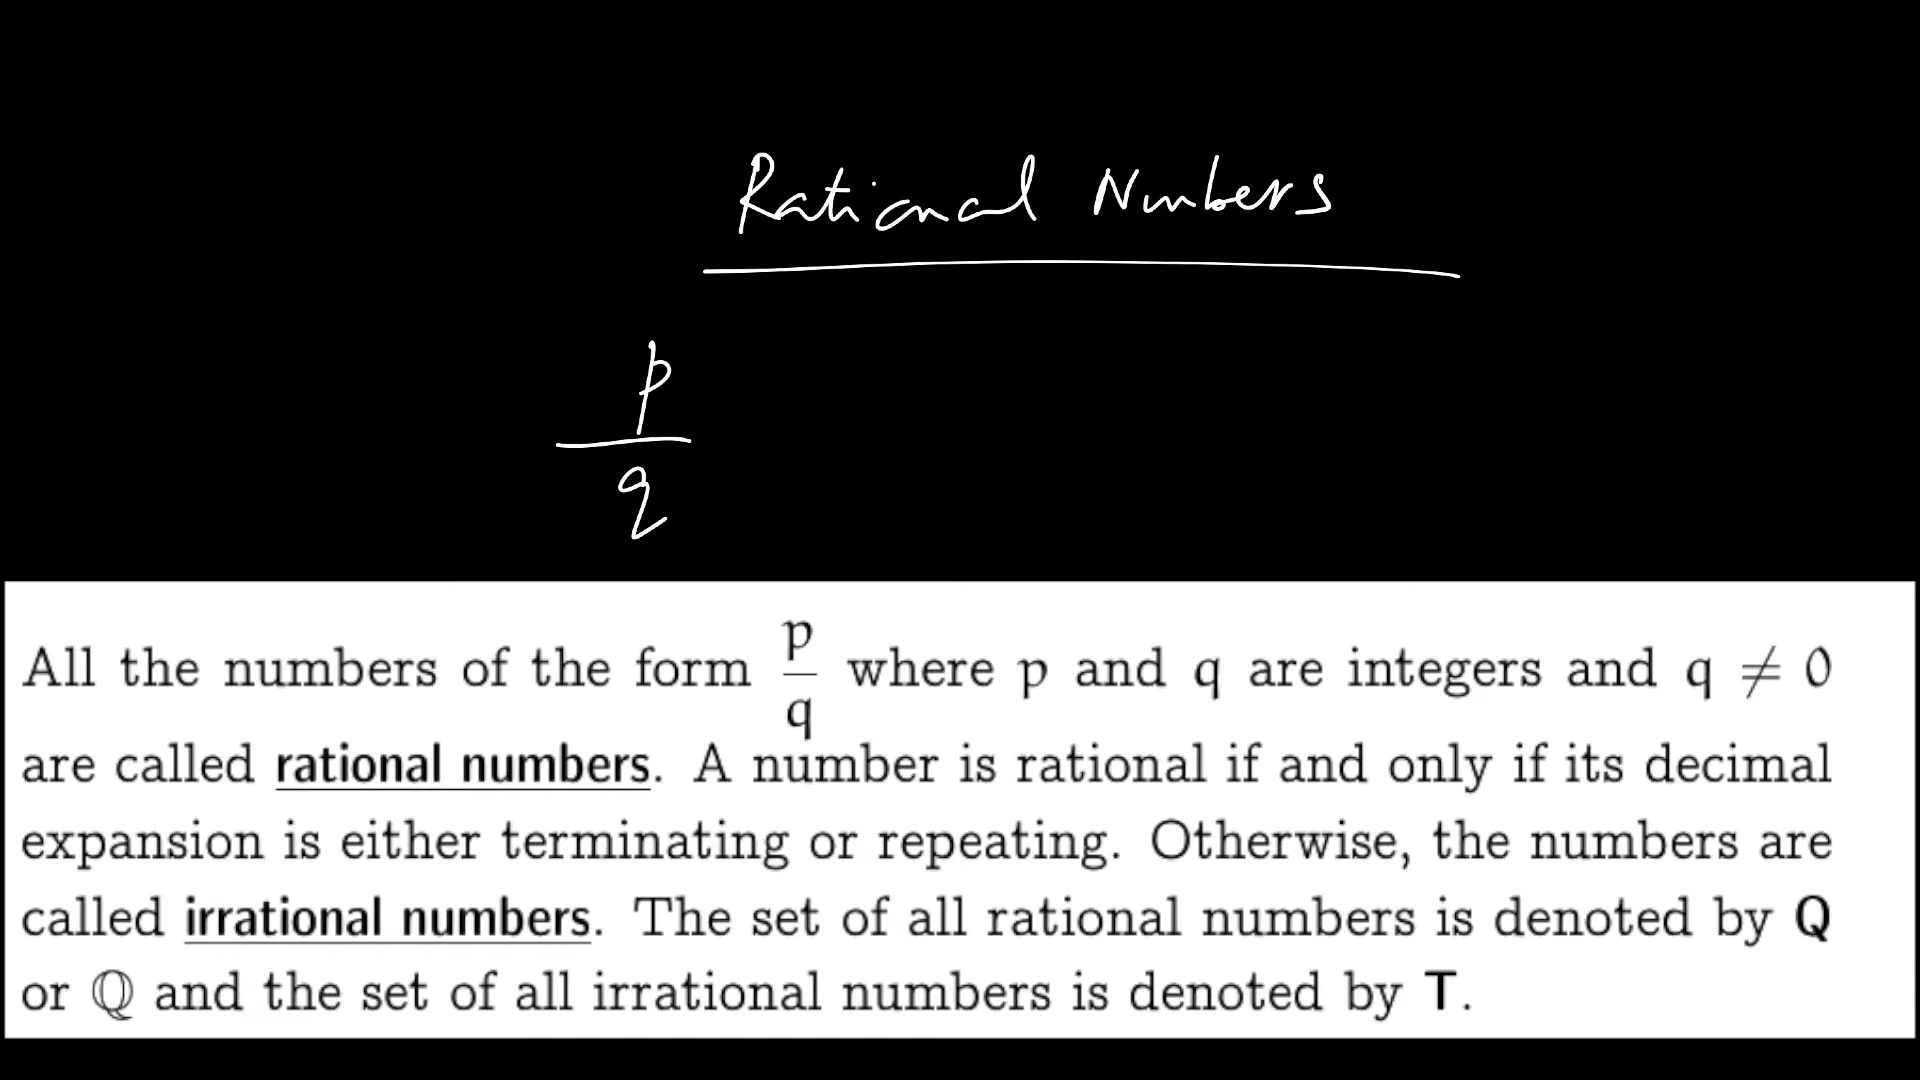 Rational Numbers
p
q
All the numbers of the form p/q where p and q are integers and q ≠ 0
are called rational numbers. A number is rational if and only if its decimal
expansion is either terminating or repeating. Otherwise, the numbers are
called irrational numbers. The set of all rational numbers is denoted by Q
or ℚ and the set of all irrational numbers is denoted by T.